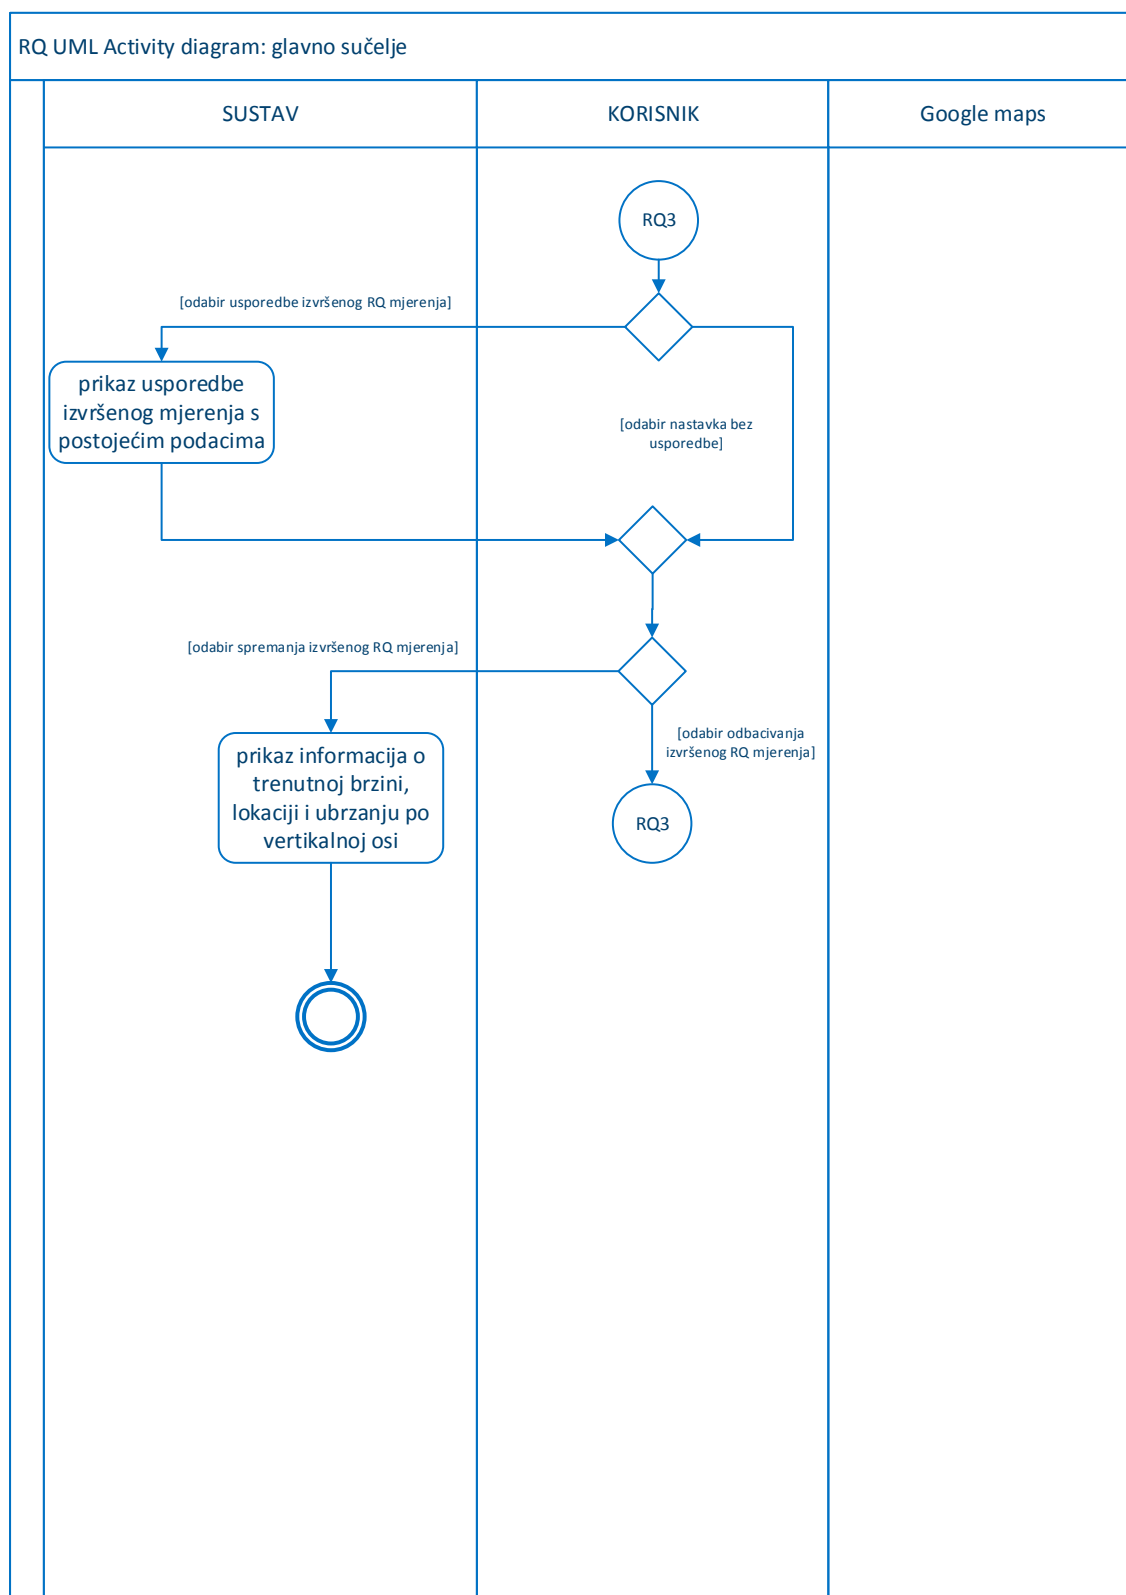 RQ UML Activity diagram: glavno sučelje
SUSTAV
KORISNIK
Google maps
RQ3
[odabir usporedbe izvršenog RQ mjerenja]
prikaz usporedbe
izvršenog mjerenja s
postojećim podacima
[odabir nastavka bez
usporedbe]
[odabir spremanja izvršenog RQ mjerenja]
prikaz informacija o
trenutnoj brzini,
lokaciji i ubrzanju po
vertikalnoj osi
[odabir odbacivanja
izvršenog RQ mjerenja]
RQ3